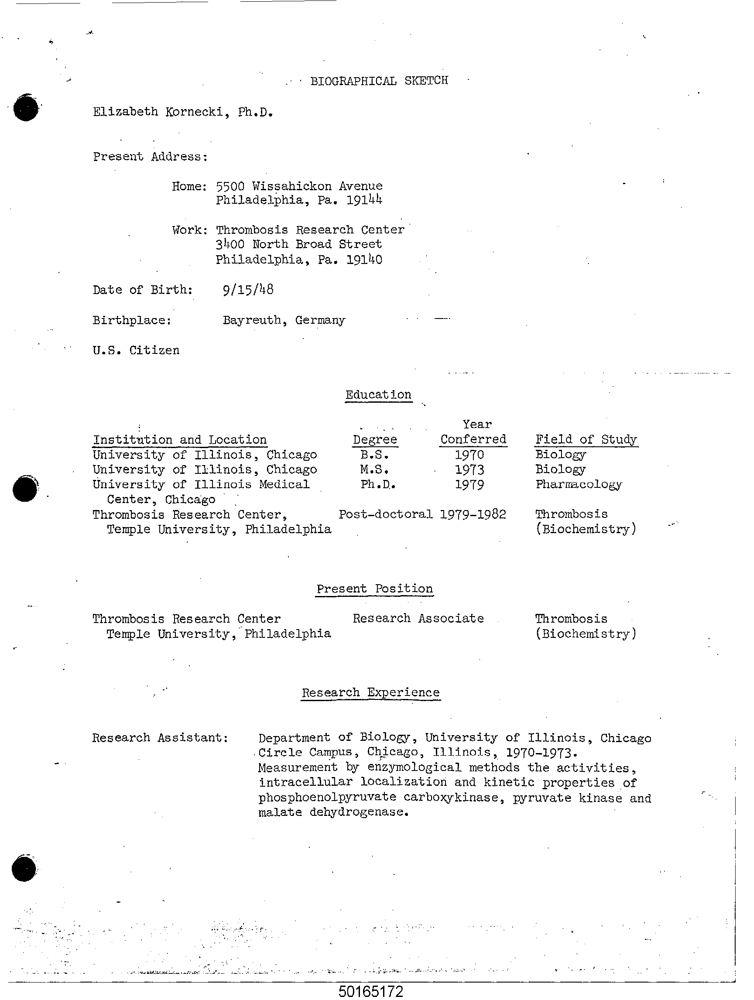 BIOGRAPHICAL SKETCH
Elizabeth Kornecki, Ph.D.
Present Address:
Home: 5500 Wissahickon Avenue
Philadelphia, Pa. 19144
Work: Thrombosis Research Center
3400 North Broad Street
Philadelphia, Pa. 19140
Date of Birth: 9/15/48
Birthplace: Bayreuth, Germany
U.S. Citizen
Education
Year
Institution and Location Degree Conferred Field of Study
University of Illinois, Chicago B.S. 1970 Biology
University of Illinois, Chicago M.S. 1973 Biology
University of Illinois Medical Ph.D. 1979 Pharmacology
Center, Chicago
Thrombosis Research Center, Post-doctoral 1979-1982 Thrombosis
Temple University, Philadelphia (Biochemistry)
Present Position
Thrombosis Research Center Research Associate Thrombosis
Temple University, Philadelphia (Biochemistry)
Research Experience
Research Assistant: Department of Biology, University of Illinois, Chicago
Circle Campus, Chicago, Illinois, 1970-1973.
Measurement by enzymological methods the activities,
intracellular localization and kinetic properties of
phosphoenolpyruvate carboxykinase, pyruvate kinase and
malate dehydrogenase.
50165172